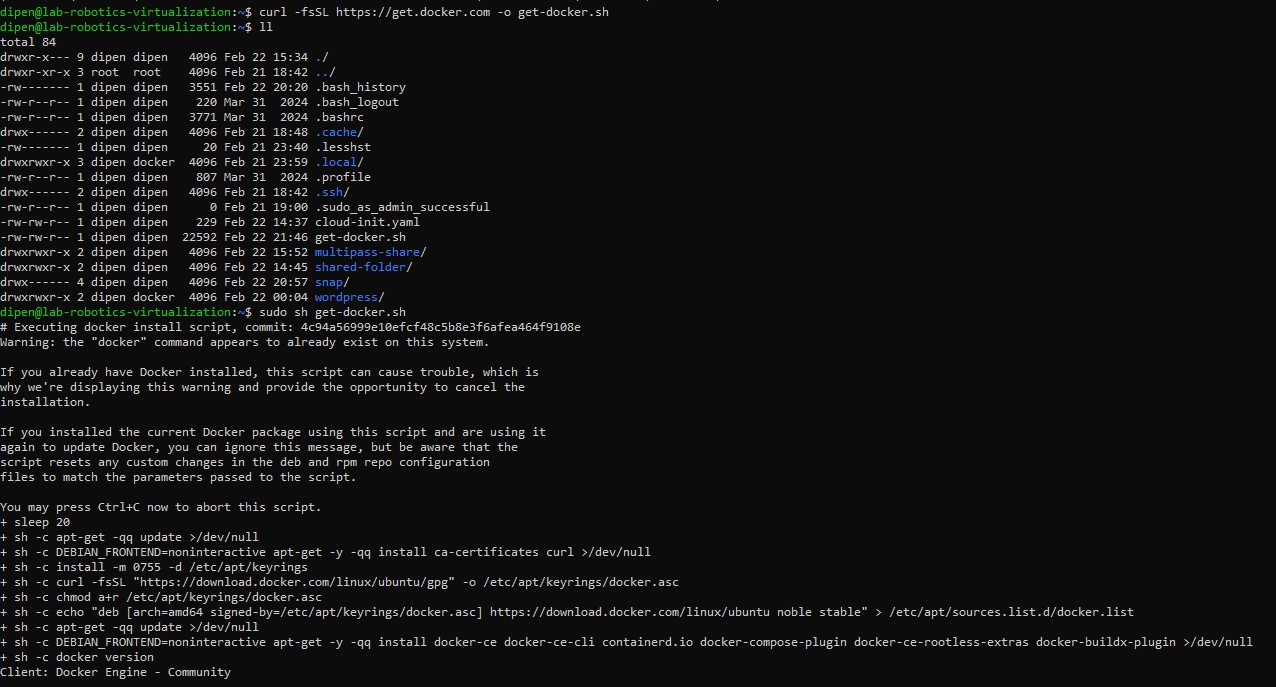 dipen@lab-robotics-virtualization:~$ curl -fsSL https://get.docker.com -o get-docker.sh
dipen@lab-robotics-virtualization:~$ ll
total 84
drwxr-x--- 9 dipen dipen   4096 Feb 22 15:34 ./
drwxr-xr-x 3 root  root    4096 Feb 21 18:42 ../
-rw------- 1 dipen dipen   3551 Feb 22 20:20 .bash_history
-rw-r--r-- 1 dipen dipen    220 Mar 31  2024 .bash_logout
-rw-r--r-- 1 dipen dipen   3771 Mar 31  2024 .bashrc
drwx------ 2 dipen dipen   4096 Feb 21 18:48 .cache/
-rw------- 1 dipen dipen     20 Feb 21 23:40 .lesshst
drwxrwxr-x 3 dipen docker  4096 Feb 21 23:59 .local/
-rw-r--r-- 1 dipen dipen    807 Mar 31  2024 .profile
drwx------ 2 dipen dipen   4096 Feb 21 18:42 .ssh/
-rw-r--r-- 1 dipen dipen      0 Feb 21 19:00 .sudo_as_admin_successful
-rw-rw-r-- 1 dipen dipen    229 Feb 22 14:37 cloud-init.yaml
-rw-rw-r-- 1 dipen dipen  22592 Feb 22 21:46 get-docker.sh
drwxrwxr-x 2 dipen dipen   4096 Feb 22 15:52 multipass-share/
drwxrwxr-x 2 dipen dipen   4096 Feb 22 14:45 shared-folder/
drwx------ 4 dipen dipen   4096 Feb 22 20:57 snap/
drwxrwxr-x 2 dipen docker  4096 Feb 22 00:04 wordpress/
dipen@lab-robotics-virtualization:~$ sudo sh get-docker.sh
# Executing docker install script, commit: 4c94a56999e10efcf48c5b8e3f6afea464f9108e
Warning: the "docker" command appears to already exist on this system.
If you already have Docker installed, this script can cause trouble, which is
why we're displaying this warning and provide the opportunity to cancel the
installation.
If you installed the current Docker package using this script and are using it
again to update Docker, you can ignore this message, but be aware that the
script resets any custom changes in the deb and rpm repo configuration
files to match the parameters passed to the script.
You may press Ctrl+C now to abort this script.
+ sleep 20
+ sh -c apt-get -qq update >/dev/null
+ sh -c DEBIAN_FRONTEND=noninteractive apt-get -y -qq install ca-certificates curl >/dev/null
+ sh -c install -m 0755 -d /etc/apt/keyrings
+ sh -c curl -fsSL "https://download.docker.com/linux/ubuntu/gpg" -o /etc/apt/keyrings/docker.asc
+ sh -c chmod a+r /etc/apt/keyrings/docker.asc
+ sh -c echo "deb [arch=amd64 signed-by=/etc/apt/keyrings/docker.asc] https://download.docker.com/linux/ubuntu noble stable" > /etc/apt/sources.list.d/docker.list
+ sh -c apt-get -qq update >/dev/null
+ sh -c DEBIAN_FRONTEND=noninteractive apt-get -y -qq install docker-ce docker-ce-cli containerd.io docker-compose-plugin docker-ce-rootless-extras docker-buildx-plugin >/dev/null
+ sh -c docker version
Client: Docker Engine - Community